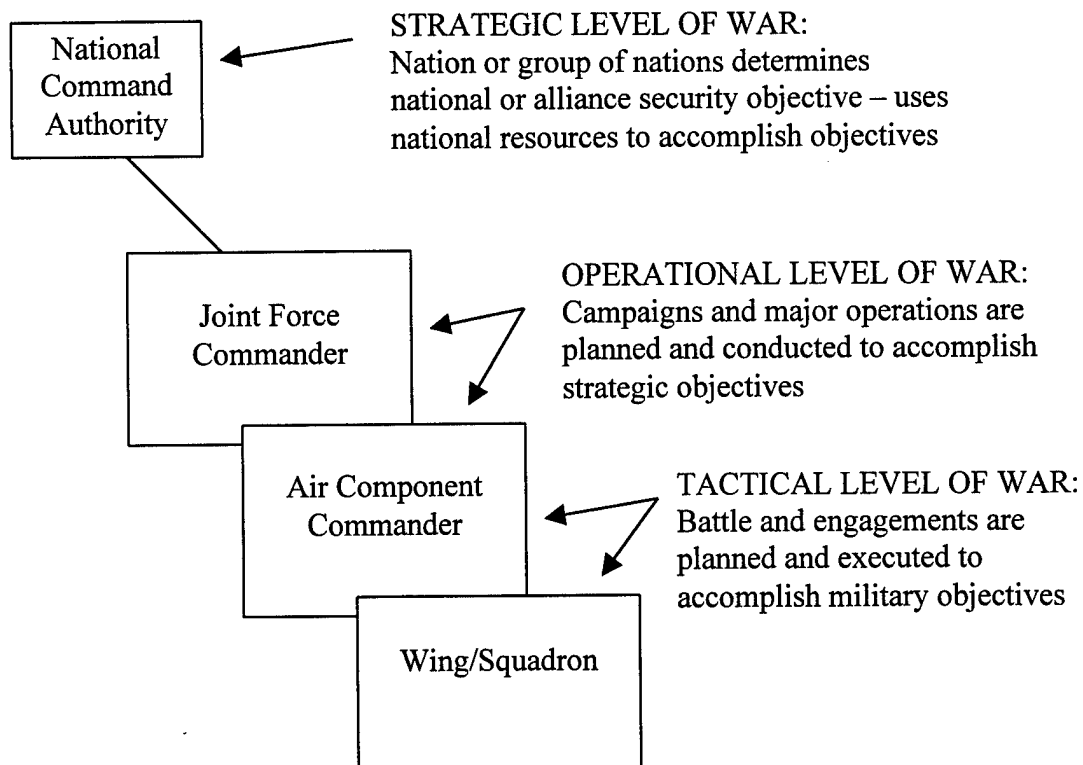 National
Command
Authority
STRATEGIC LEVEL OF WAR:
Nation or group of nations determines
national or alliance security objective – uses
national resources to accomplish objectives
Joint Force
Commander
OPERATIONAL LEVEL OF WAR:
Campaigns and major operations are
planned and conducted to accomplish
strategic objectives
Air Component
Commander
TACTICAL LEVEL OF WAR:
Battle and engagements are
planned and executed to
accomplish military objectives
Wing/Squadron